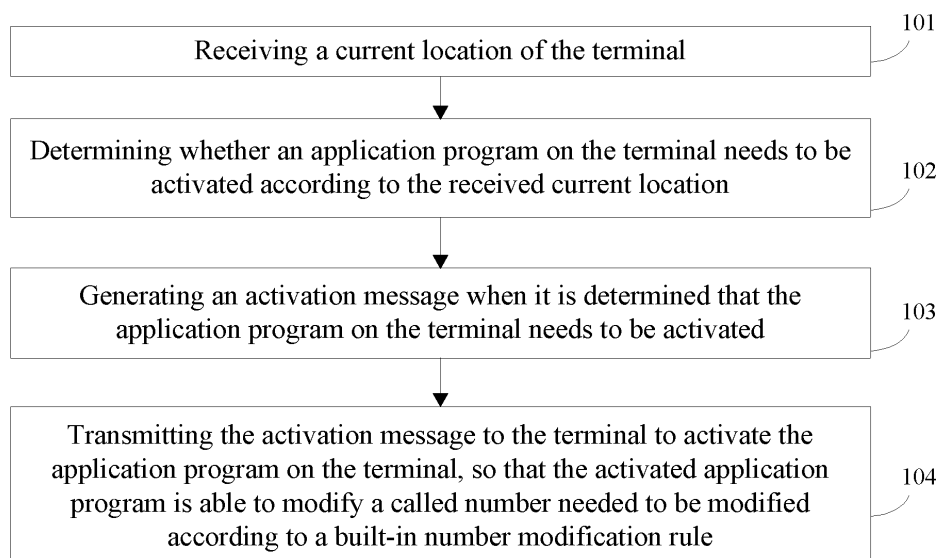 101
Receiving a current location of the terminal
Determining whether an application program on the terminal needs to be
activated according to the received current location
102
Generating an activation message when it is determined that the
application program on the terminal needs to be activated
103
Transmitting the activation message to the terminal to activate the
application program on the terminal, so that the activated application
program is able to modify a called number needed to be modified
according to a built-in number modification rule
104